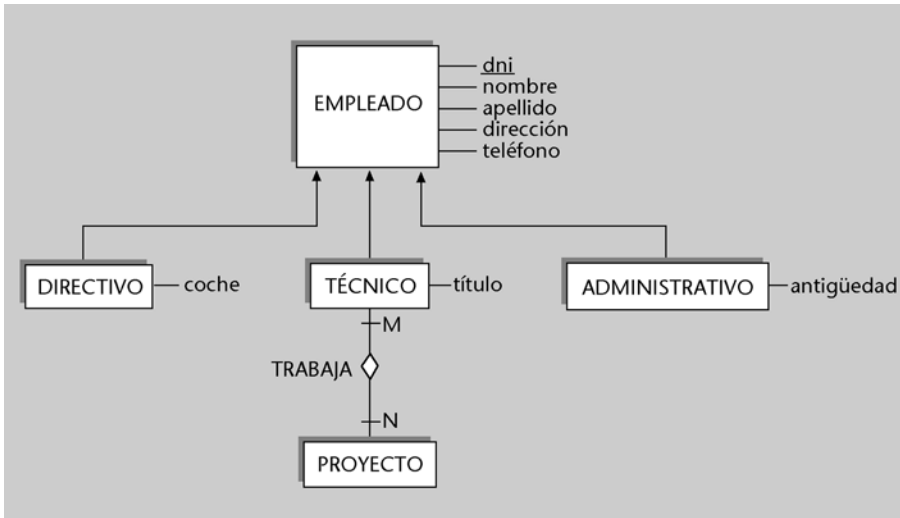 EMPLEADO
dni
nombre
apellido
dirección
teléfono
DIRECTIVO
coche
TÉCNICO
título
ADMINISTRATIVO
antigüedad
M
TRABAJA
N
PROYECTO